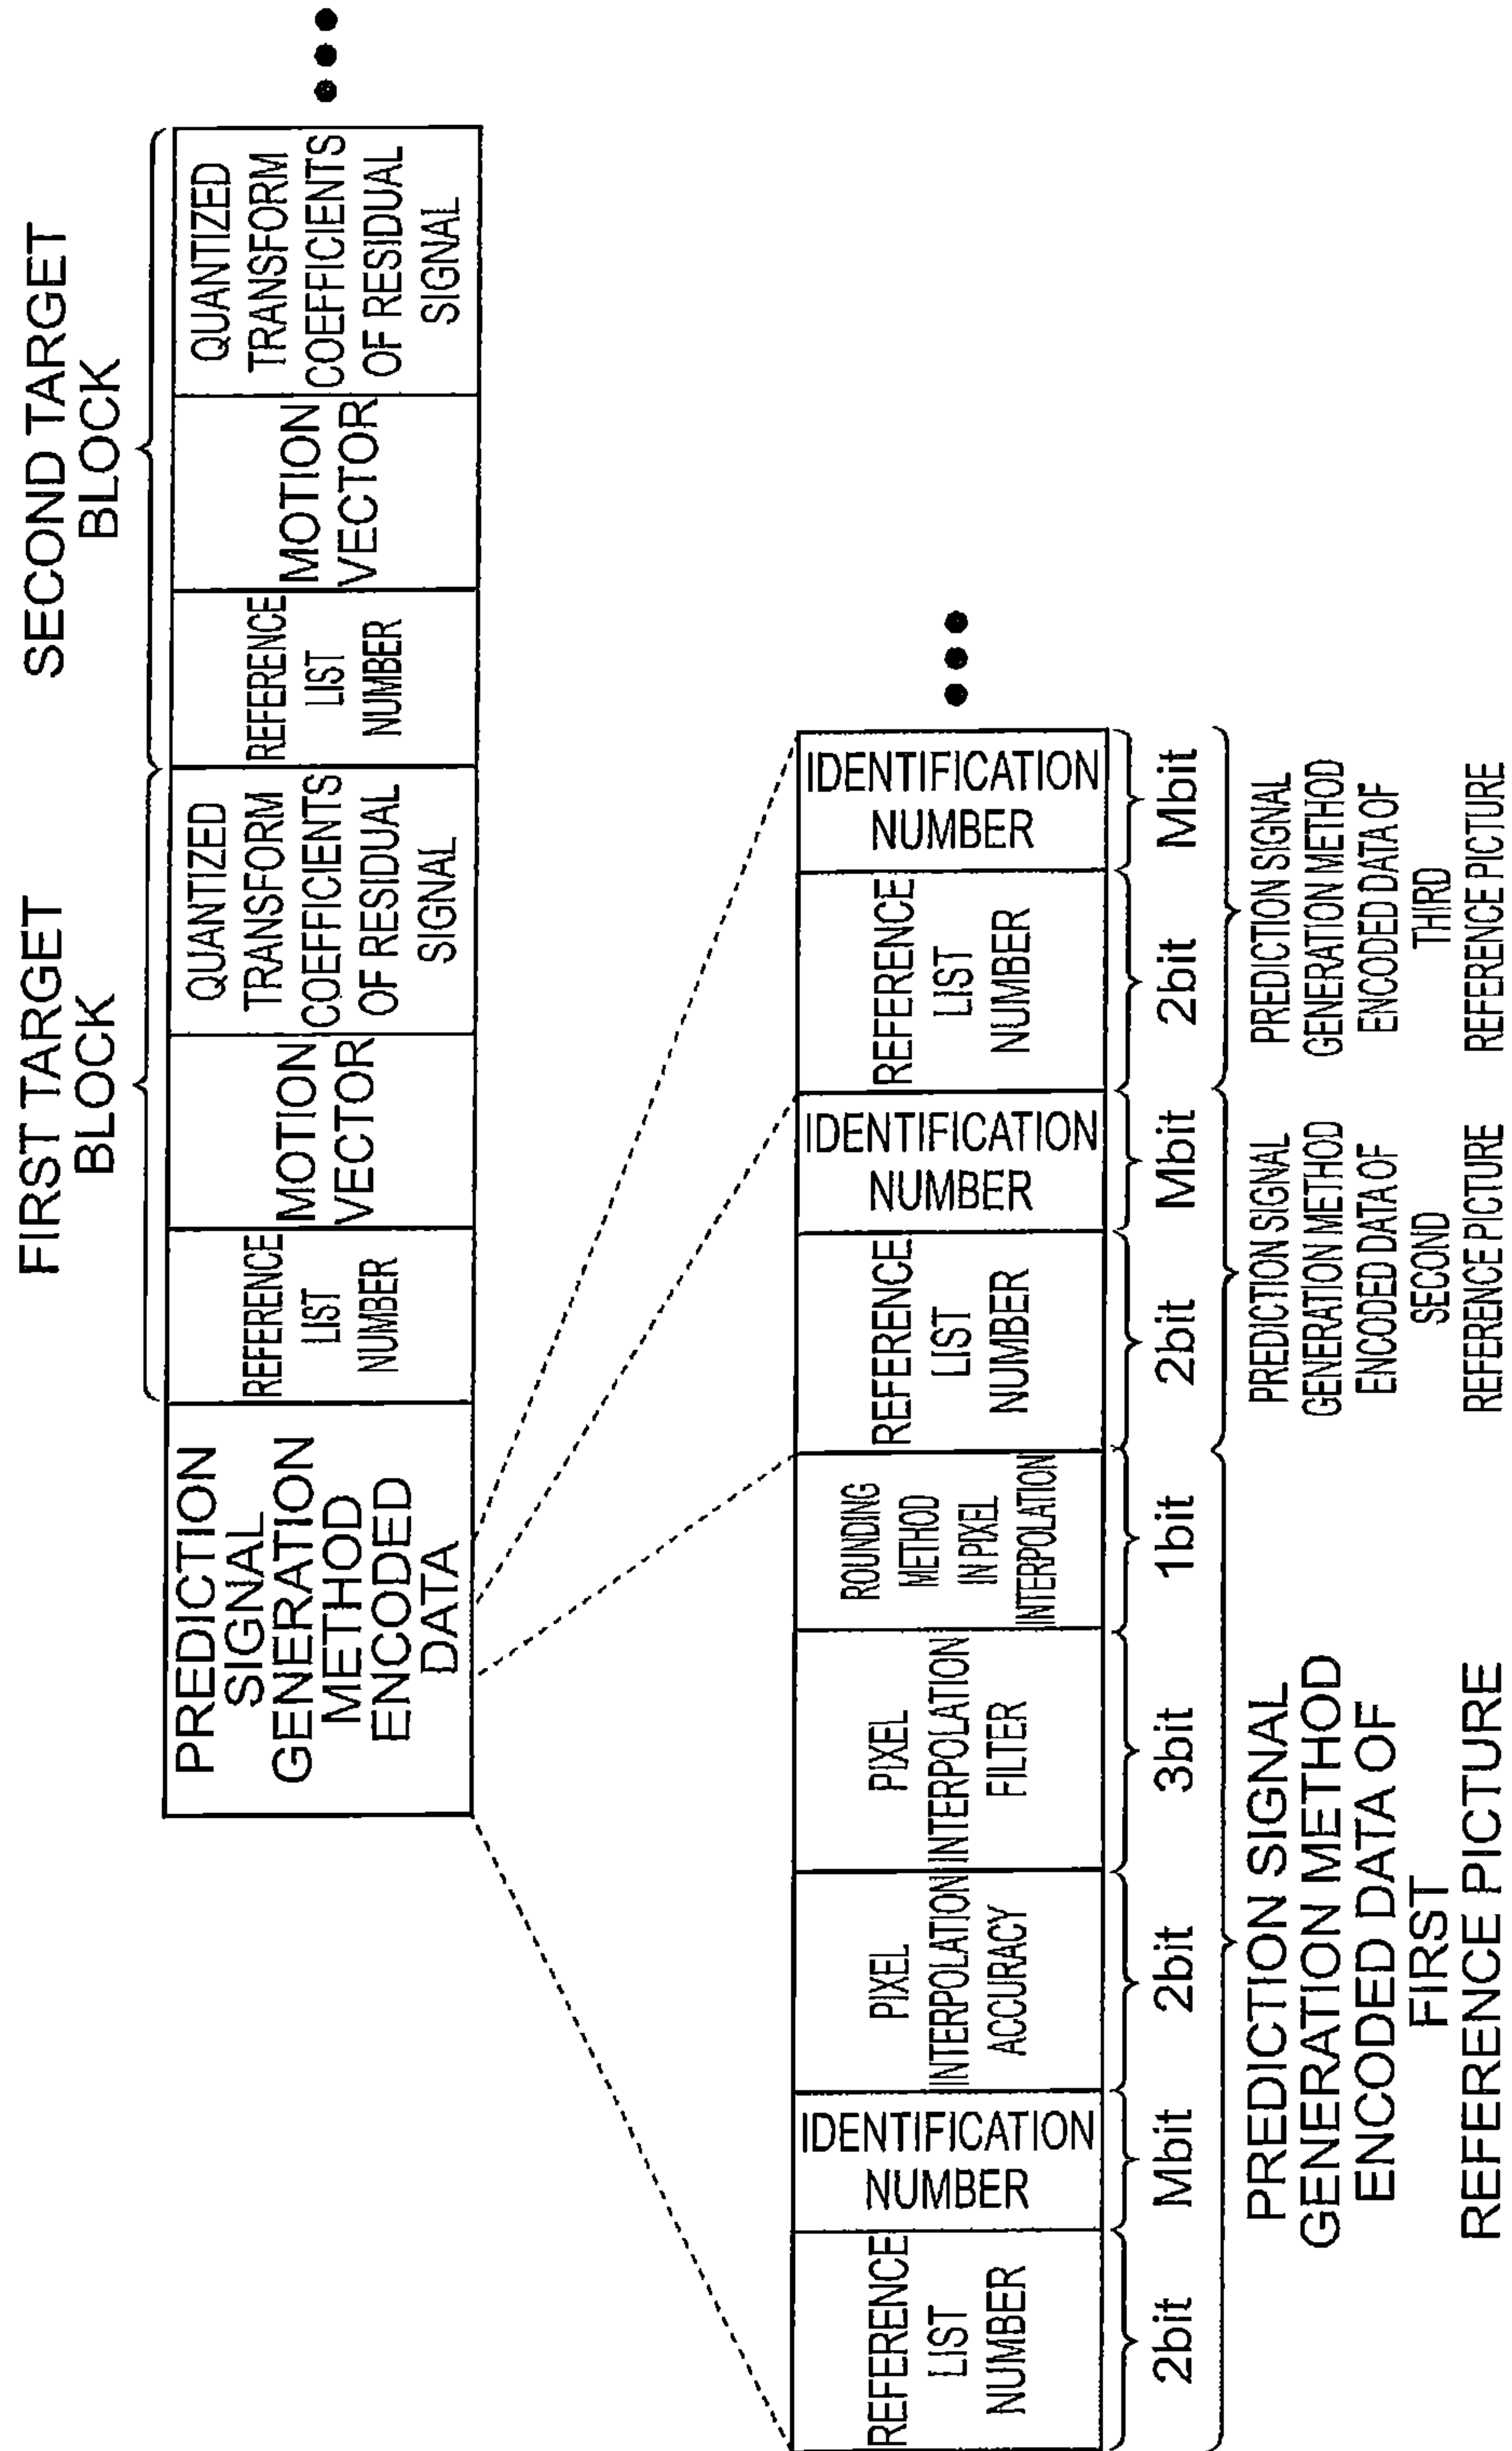 FIRST TARGET
BLOCK
SECOND TARGET
BLOCK
PREDICTION
SIGNAL
GENERATION
METHOD
ENCODED
DATA
REFERENCE
LIST
NUMBER
MOTION
VECTOR
QUANTIZED
TRANSFORM
COEFFICIENTS
OF RESIDUAL
SIGNAL
REFERENCE
LIST
NUMBER
MOTION
VECTOR
QUANTIZED
TRANSFORM
COEFFICIENTS
OF RESIDUAL
SIGNAL
REFERENCE
LIST
NUMBER
IDENTIFICATION
NUMBER
PIXEL
INTERPOLATION
ACCURACY
PIXEL
INTERPOLATION
FILTER
ROUNDING
METHOD
IN PIXEL
INTERPOLATION
REFERENCE
LIST
NUMBER
IDENTIFICATION
NUMBER
REFERENCE
LIST
NUMBER
IDENTIFICATION
NUMBER
2bit
Mbit
2bit
3bit
1bit
2bit
Mbit
2bit
Mbit
PREDICTION SIGNAL
GENERATION METHOD
ENCODED DATA OF
FIRST
REFERENCE PICTURE
PREDICTION SIGNAL
GENERATION METHOD
ENCODED DATA OF
SECOND
REFERENCE PICTURE
PREDICTION SIGNAL
GENERATION METHOD
ENCODED DATA OF
THIRD
REFERENCE PICTURE